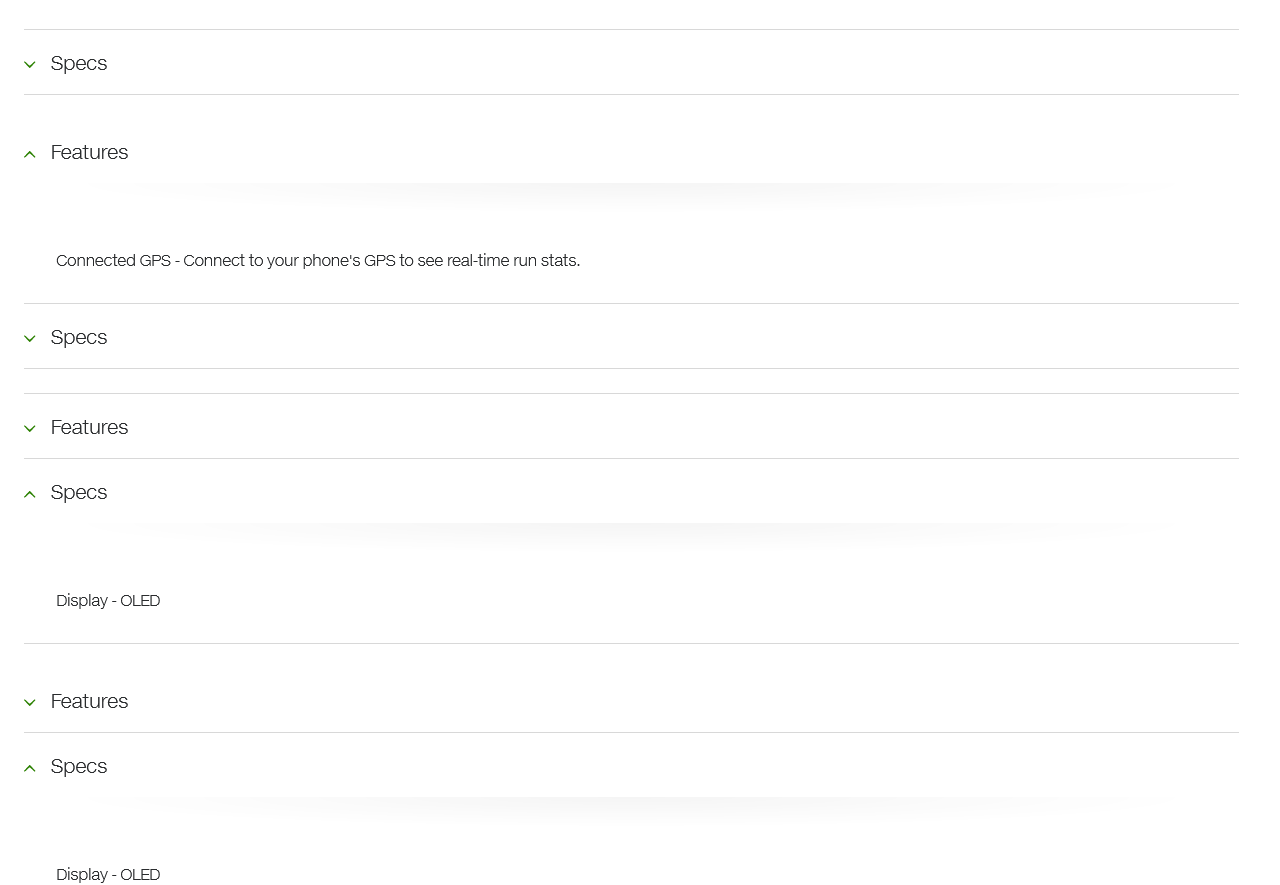 Specs
Features
Connected GPS - Connect to your phone's GPS to see real-time run stats.
Specs
Features
Specs
Display - OLED
Features
Specs
Display - OLED